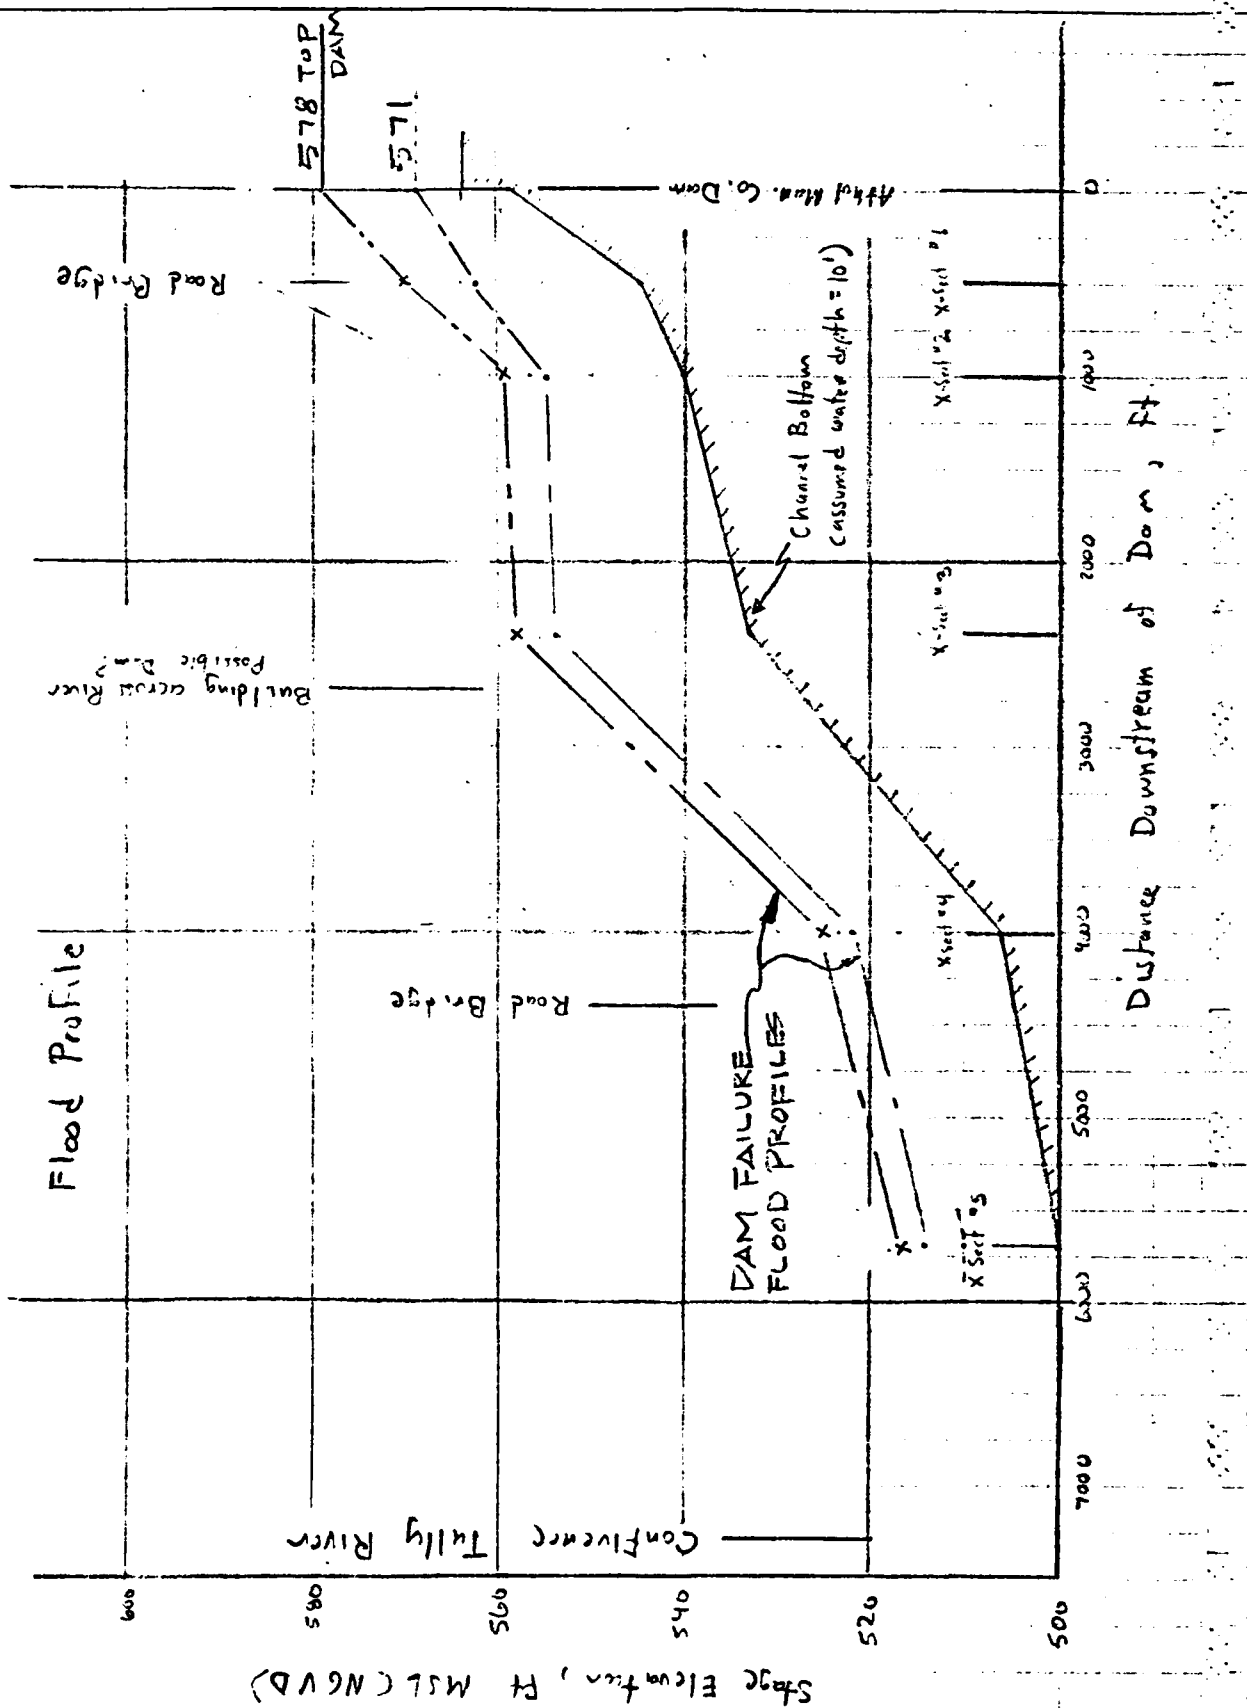 Flood Profile
578 TOP
DAM
571
Road Bridge
Building across River
Possible Dam?
Road Bridge
DAM FAILURE
FLOOD PROFILES
Athol Man. Co. Dam
Channel Bottom
(assumed water depth = 10')
Confluence Tully River
X-Sect #1
X-Sect #2
X-Sect #3
X Sect #4
X Sect #5
Stage Elevation, Ft MSL (NGVD)
600
580
560
540
520
500
0
1000
2000
3000
4000
5000
6000
7000
Distance Downstream of Dam, Ft.